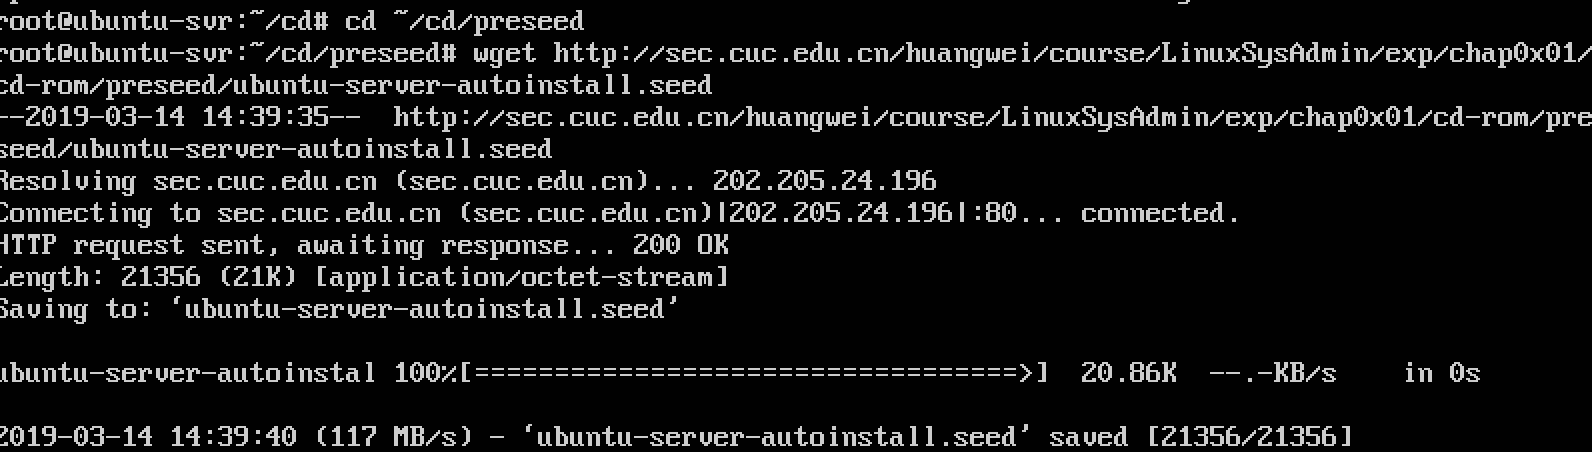 root@ubuntu-svr:~/cd# cd ~/cd/preseed
root@ubuntu-svr:~/cd/preseed# wget http://sec.cuc.edu.cn/huangwei/course/LinuxSysAdmin/exp/chap0x01/
cd-rom/preseed/ubuntu-server-autoinstall.seed
--2019-03-14 14:39:35--  http://sec.cuc.edu.cn/huangwei/course/LinuxSysAdmin/exp/chap0x01/cd-rom/pre
seed/ubuntu-server-autoinstall.seed
Resolving sec.cuc.edu.cn (sec.cuc.edu.cn)... 202.205.24.196
Connecting to sec.cuc.edu.cn (sec.cuc.edu.cn)|202.205.24.196|:80... connected.
HTTP request sent, awaiting response... 200 OK
Length: 21356 (21K) [application/octet-stream]
Saving to: ‘ubuntu-server-autoinstall.seed’
ubuntu-server-autoinstal 100%[==================================>]  20.86K  --.-KB/s    in 0s
2019-03-14 14:39:40 (117 MB/s) - ‘ubuntu-server-autoinstall.seed’ saved [21356/21356]